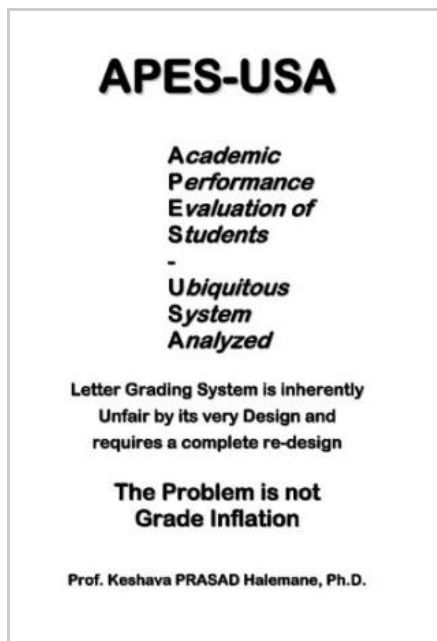 APES-USA
Academic
Performance
Evaluation of
Students
-
Ubiquitous
System
Analyzed
Letter Grading System is inherently
Unfair by its very Design and
requires a complete re-design
The Problem is not
Grade Inflation
Prof. Keshava PRASAD Halemane, Ph.D.